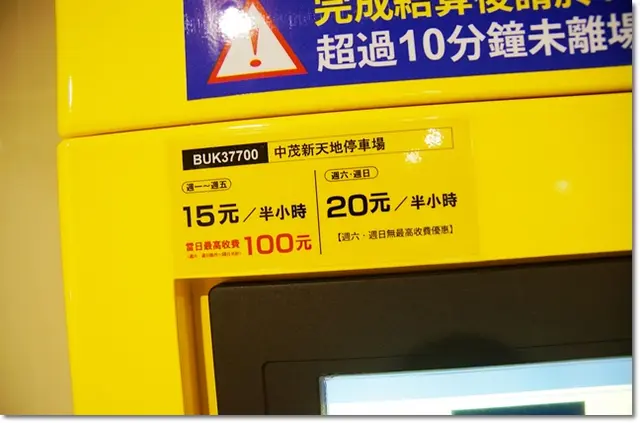 完成結算後請於
超過10分鐘未離場
BUK37700 中茂新天地停車場
週一～週五
15元／半小時
當日最高收費100元
週六・週日
20元／半小時
【週六・週日無最高收費優惠】